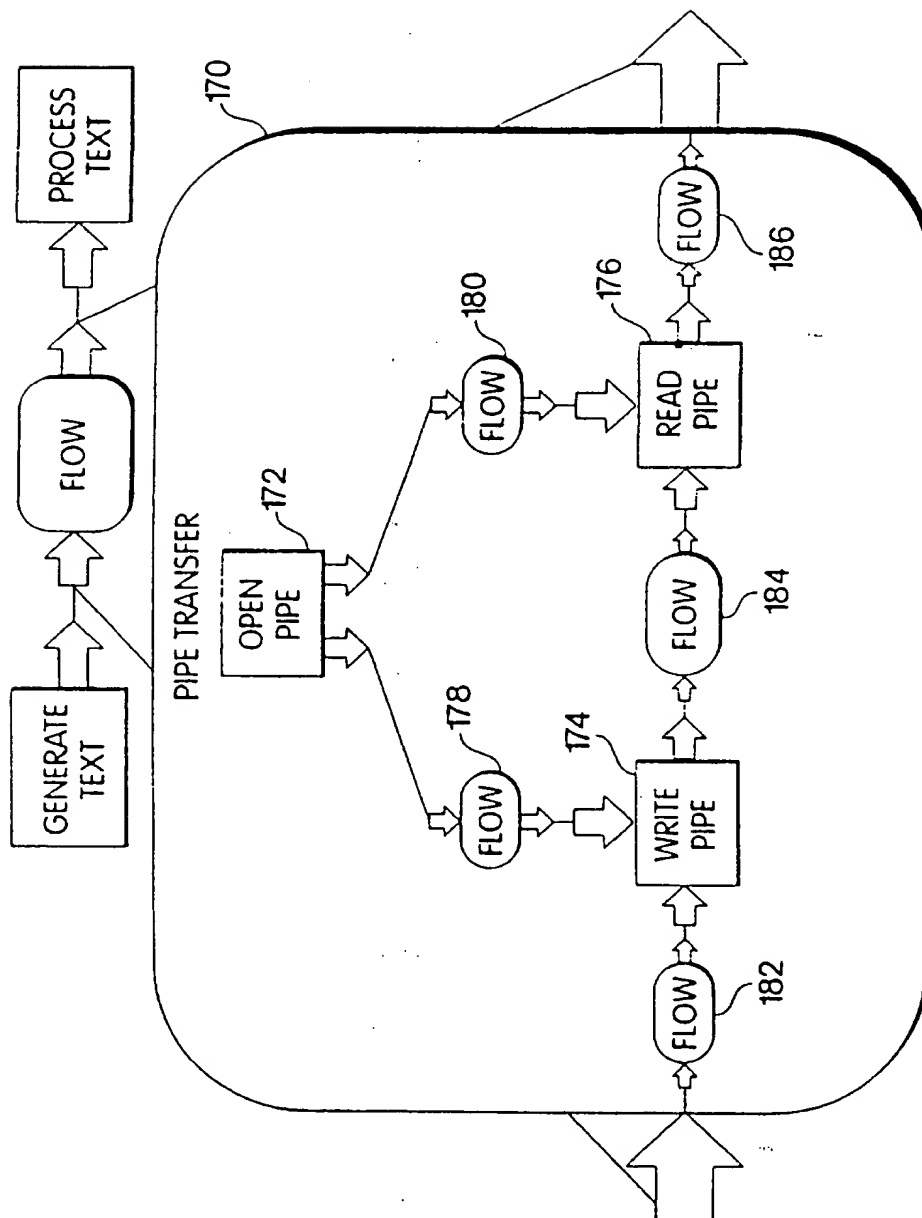 GENERATE
TEXT
FLOW
PROCESS
TEXT
PIPE TRANSFER
170
OPEN
PIPE
172
178
FLOW
180
FLOW
182
FLOW
174
WRITE
PIPE
184
FLOW
176
READ
PIPE
186
FLOW